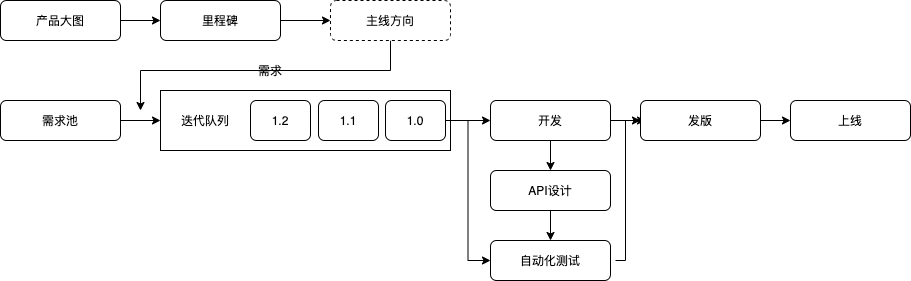 产品大图
里程碑
主线方向
需求
需求池
迭代队列
1.2
1.1
1.0
开发
发版
上线
API设计
自动化测试